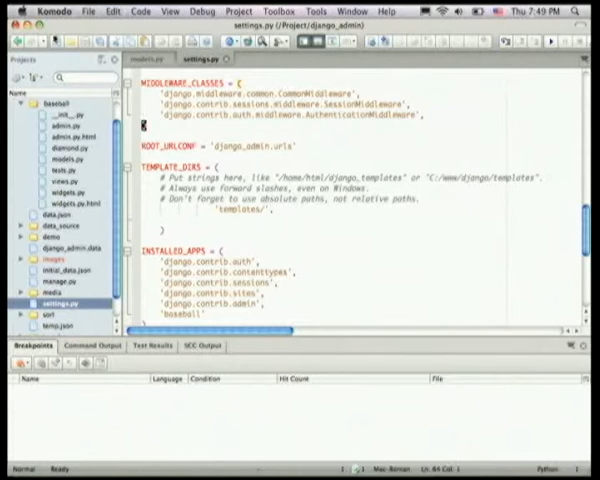 Komodo File Edit Code View Debug Project Toolbox Tools Window Help Thu 7:49 PM
settings.py (/Project/django_admin)
models.py settings.py
Projects
Name
baseball
__init__.py
admin.py
admin.py.html
diamond.py
models.py
tests.py
views.py
widgets.py
widgets.py.html
data.json
data_source
demo
django_admin.data
images
initial_data.json
manage.py
media
settings.py
sorl
temp.json
MIDDLEWARE_CLASSES = (
'django.middleware.common.CommonMiddleware',
'django.contrib.sessions.middleware.SessionMiddleware',
'django.contrib.auth.middleware.AuthenticationMiddleware',
)
ROOT_URLCONF = 'django_admin.urls'
TEMPLATE_DIRS = (
# Put strings here, like "/home/html/django_templates" or "C:/www/django/templates".
# Always use forward slashes, even on Windows.
# Don't forget to use absolute paths, not relative paths.
'templates/',
)
INSTALLED_APPS = (
'django.contrib.auth',
'django.contrib.contenttypes',
'django.contrib.sessions',
'django.contrib.sites',
'django.contrib.admin',
'baseball'
)
Breakpoints Command Output Test Results SCC Output
Name Language Condition Hit Count File
Normal Ready Mac-Roman Ln: 84 Col: 1 Python